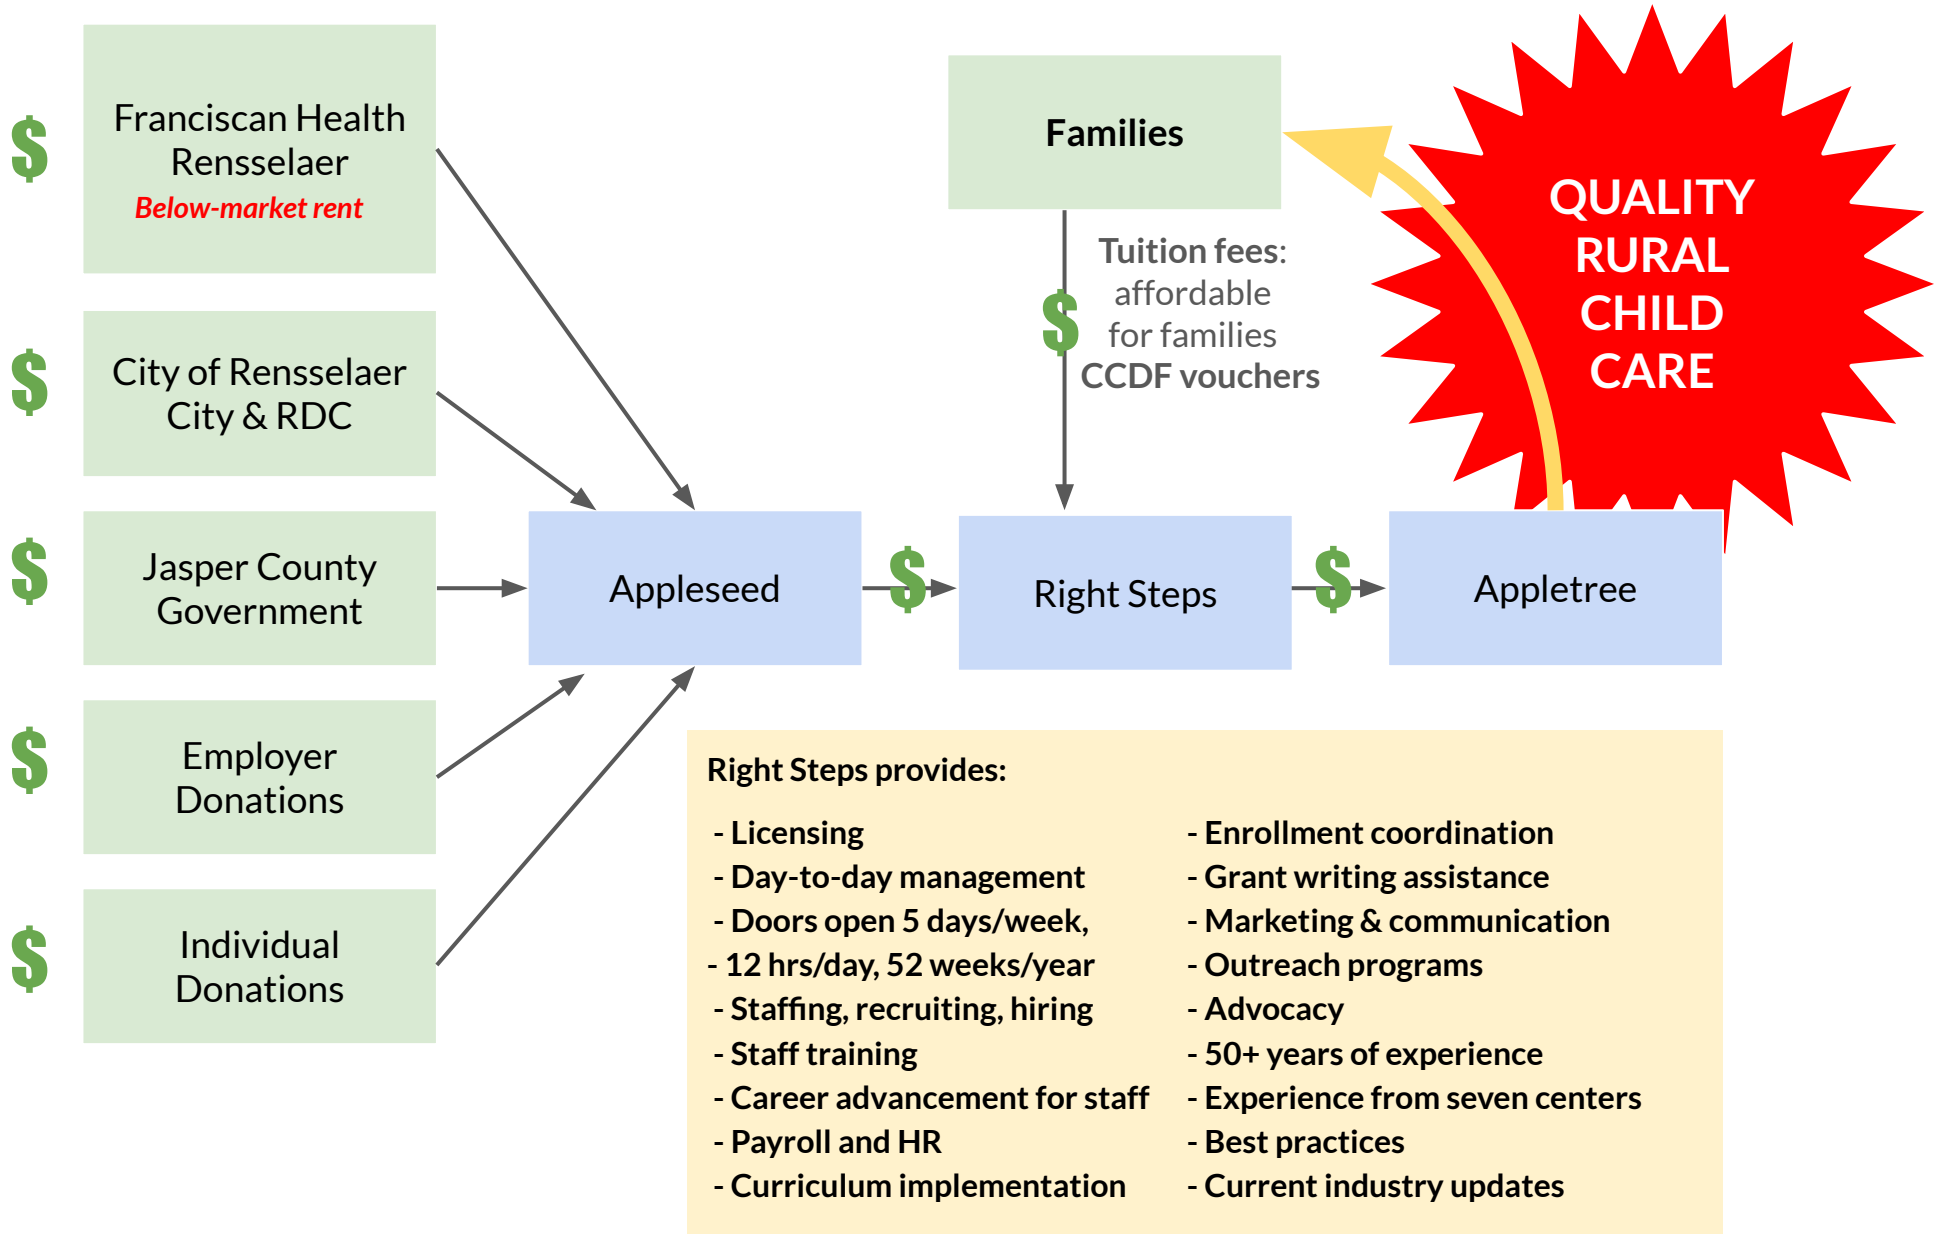 $
Franciscan Health
Rensselaer
Below-market rent
$
City of Rensselaer
City & RDC
$
Jasper County
Government
$
Employer
Donations
$
Individual
Donations
Appleseed
$
Families
Tuition fees:
affordable
for families
CCDF vouchers
$
Right Steps
$
Appletree
QUALITY
RURAL
CHILD
CARE
Right Steps provides:
- Licensing
- Day-to-day management
- Doors open 5 days/week,
- 12 hrs/day, 52 weeks/year
- Staffing, recruiting, hiring
- Staff training
- Career advancement for staff
- Payroll and HR
- Curriculum implementation
- Enrollment coordination
- Grant writing assistance
- Marketing & communication
- Outreach programs
- Advocacy
- 50+ years of experience
- Experience from seven centers
- Best practices
- Current industry updates